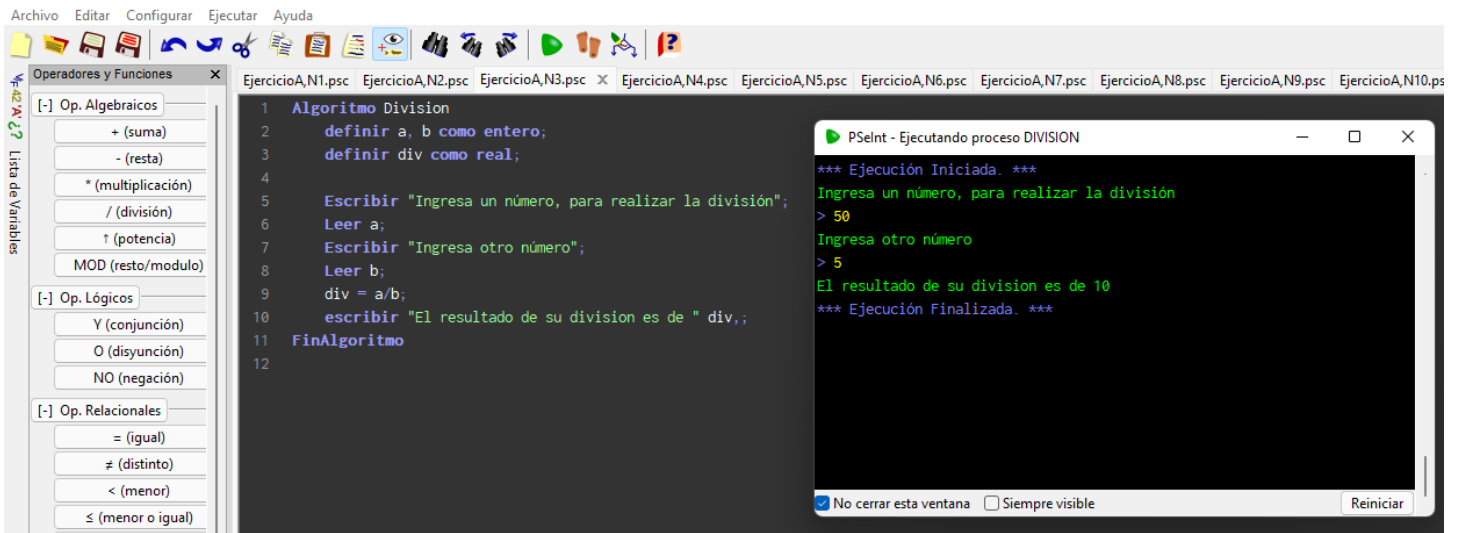 Archivo Editar Configurar Ejecutar Ayuda
Operadores y Funciones X
EjercicioA,N1.psc EjercicioA,N2.psc EjercicioA,N3.psc X EjercicioA,N4.psc EjercicioA,N5.psc EjercicioA,N6.psc EjercicioA,N7.psc EjercicioA,N8.psc EjercicioA,N9.psc EjercicioA,N10.ps
42 'A' ¿? Lista de Variables
[-] Op. Algebraicos
+ (suma)
- (resta)
* (multiplicación)
/ (división)
↑ (potencia)
MOD (resto/modulo)
[-] Op. Lógicos
Y (conjunción)
O (disyunción)
NO (negación)
[-] Op. Relacionales
= (igual)
≠ (distinto)
< (menor)
≤ (menor o igual)
1 Algoritmo Division
2 definir a, b como entero;
3 definir div como real;
4
5 Escribir "Ingresa un número, para realizar la división";
6 Leer a;
7 Escribir "Ingresa otro número";
8 Leer b;
9 div = a/b;
10 escribir "El resultado de su division es de " div,;
11 FinAlgoritmo
12
PSeInt - Ejecutando proceso DIVISION
*** Ejecución Iniciada. ***
Ingresa un número, para realizar la división
> 50
Ingresa otro número
> 5
El resultado de su division es de 10
*** Ejecución Finalizada. ***
No cerrar esta ventana Siempre visible Reiniciar